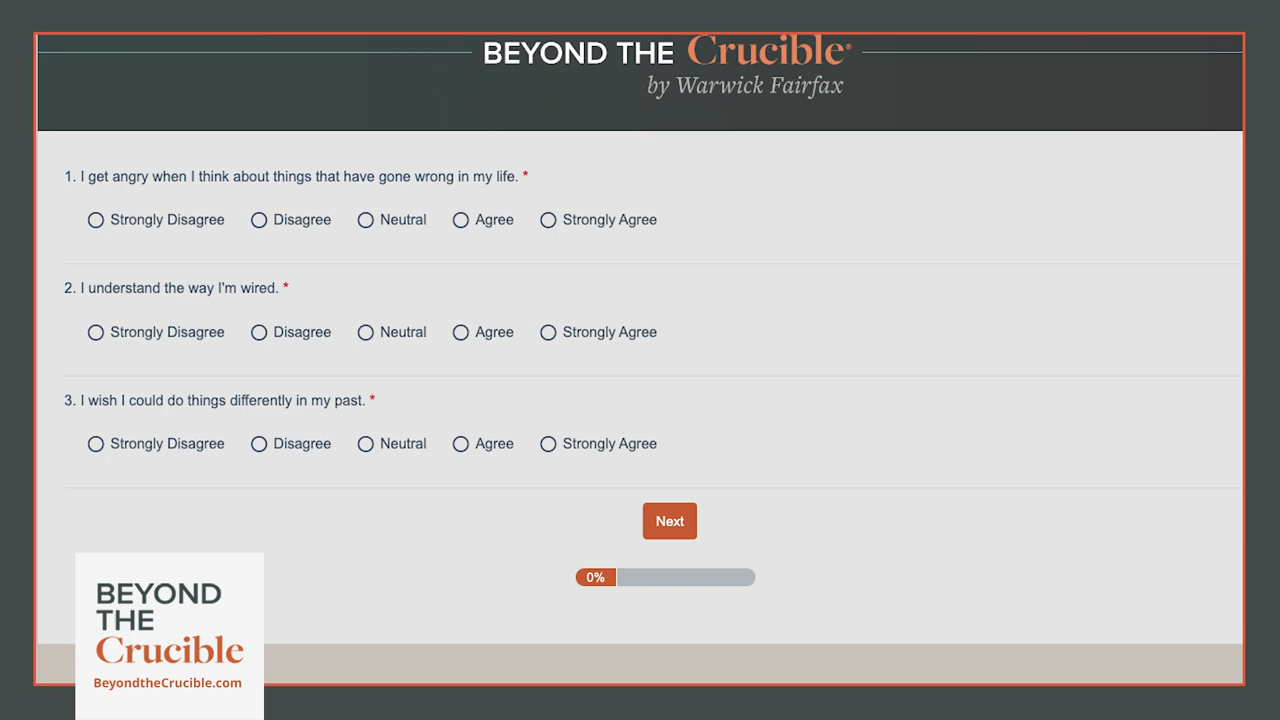 BEYOND THE Crucible®
by Warwick Fairfax
1. I get angry when I think about things that have gone wrong in my life. *
Strongly Disagree Disagree Neutral Agree Strongly Agree
2. I understand the way I'm wired. *
Strongly Disagree Disagree Neutral Agree Strongly Agree
3. I wish I could do things differently in my past. *
Strongly Disagree Disagree Neutral Agree Strongly Agree
Next
0%
BEYOND
THE
Crucible
BeyondtheCrucible.com